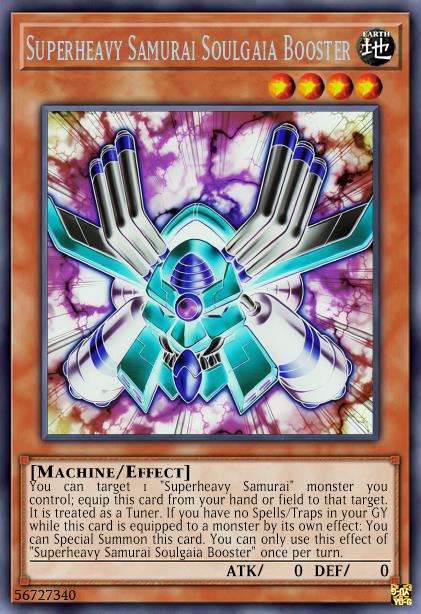 Superheavy Samurai Soulgaia Booster
EARTH
地
[Machine/Effect]
You can target 1 "Superheavy Samurai" monster you
control; equip this card from your hand or field to that target.
It is treated as a Tuner. If you have no Spells/Traps in your GY
while this card is equipped to a monster by its own effect: You
can Special Summon this card. You can only use this effect of
"Superheavy Samurai Soulgaia Booster" once per turn.
ATK/ 0 DEF/ 0
56727340